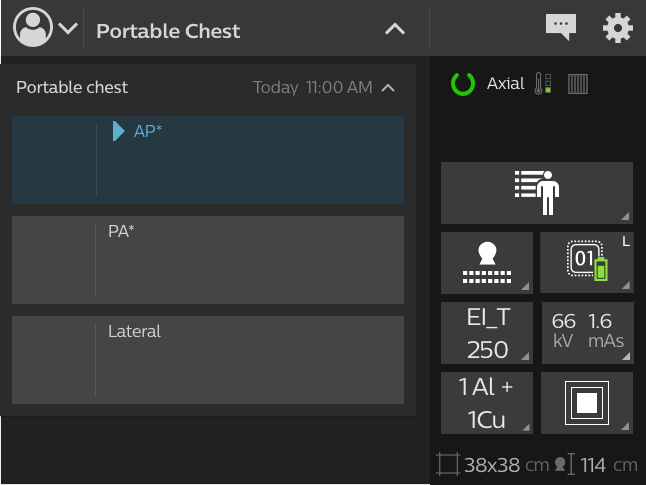 Portable Chest
Portable chest
Today 11:00 AM
AP*
PA*
Lateral
Axial
01
L
EI_T
250
66 1.6
kV mAs
1 Al +
1Cu
38x38 cm 114 cm